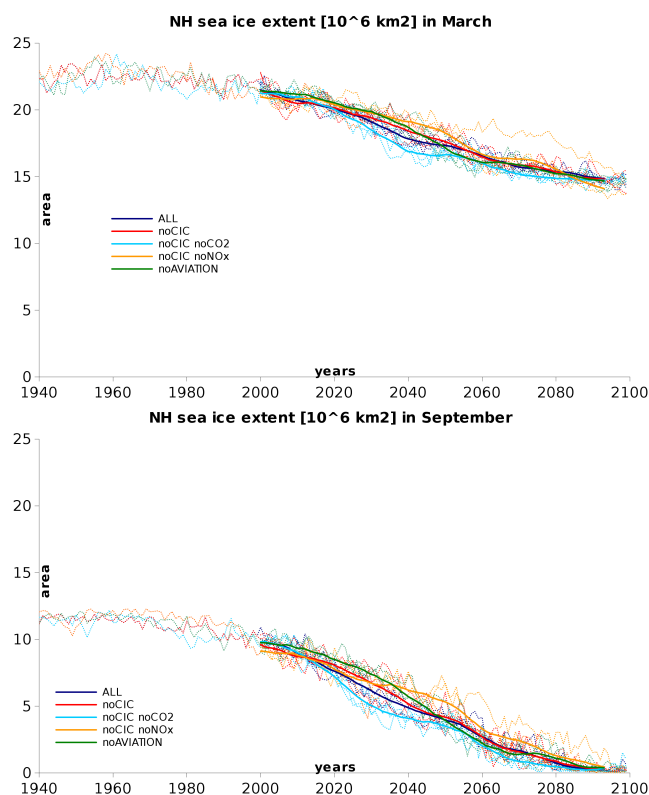 NH sea ice extent [10^6 km2] in March
25
20
15
10
5
0
area
ALL
noCIC
noCIC noCO2
noCIC noNOx
noAVIATION
years
1940 1960 1980 2000 2020 2040 2060 2080 2100
NH sea ice extent [10^6 km2] in September
25
20
15
10
5
0
area
ALL
noCIC
noCIC noCO2
noCIC noNOx
noAVIATION
years
1940 1960 1980 2000 2020 2040 2060 2080 2100